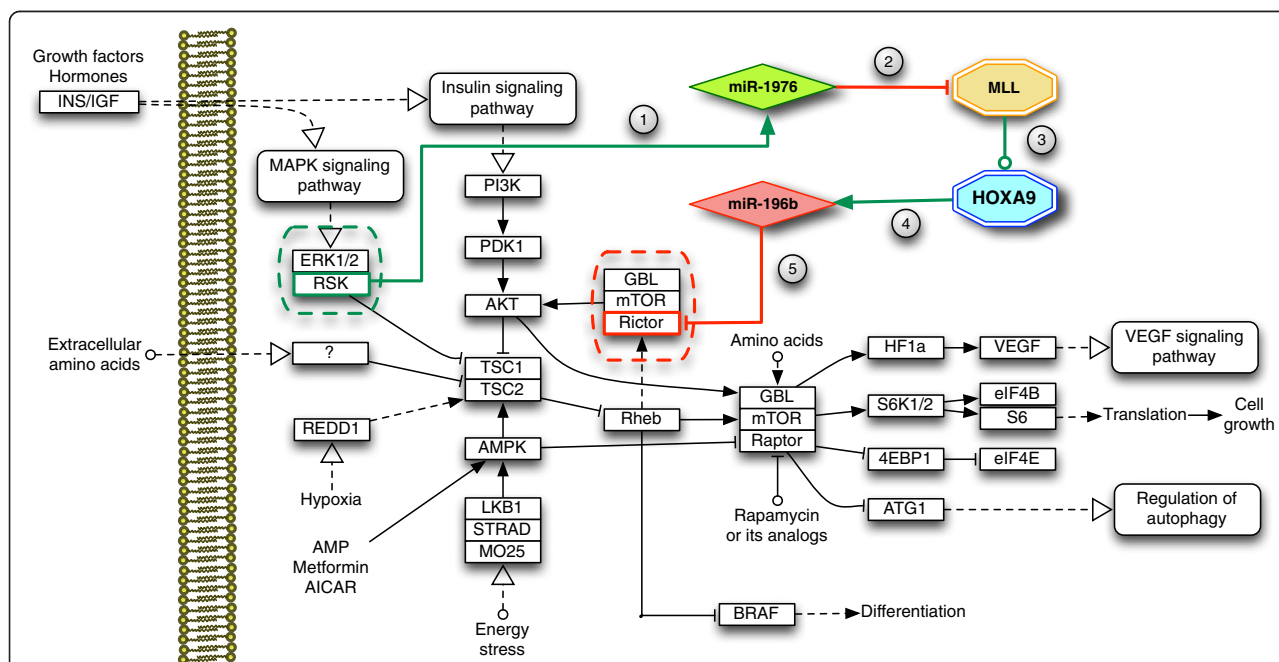 Growth factors
Hormones
INS/IGF
Insulin signaling
pathway
MAPK signaling
pathway
1
miR-1976
2
MLL
3
HOXA9
4
miR-196b
5
PI3K
PDK1
AKT
ERK1/2
RSK
GBL
mTOR
Rictor
Extracellular
amino acids
?
TSC1
TSC2
REDD1
Hypoxia
AMPK
AMP
Metformin
AICAR
LKB1
STRAD
MO25
Energy
stress
Rheb
Amino acids
GBL
mTOR
Raptor
Rapamycin
or its analogs
HF1a
VEGF
VEGF signaling
pathway
S6K1/2
eIF4B
S6
Translation
Cell
growth
4EBP1
eIF4E
ATG1
Regulation of
autophagy
BRAF
Differentiation